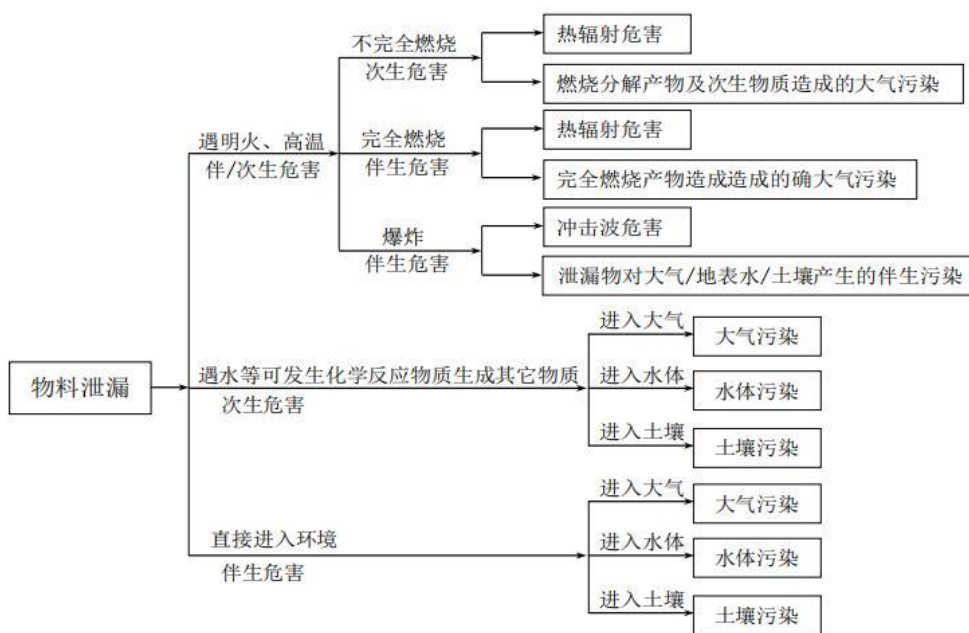 不完全燃烧
次生危害
热辐射危害
燃烧分解产物及次生物质造成的大气污染
遇明火、高温
伴/次生危害
完全燃烧
伴生危害
热辐射危害
完全燃烧产物造成造成的确大气污染
爆炸
伴生危害
冲击波危害
泄漏物对大气/地表水/土壤产生的伴生污染
物料泄漏
遇水等可发生化学反应物质生成其它物质
次生危害
进入大气
大气污染
进入水体
水体污染
进入土壤
土壤污染
直接进入环境
伴生危害
进入大气
大气污染
进入水体
水体污染
进入土壤
土壤污染